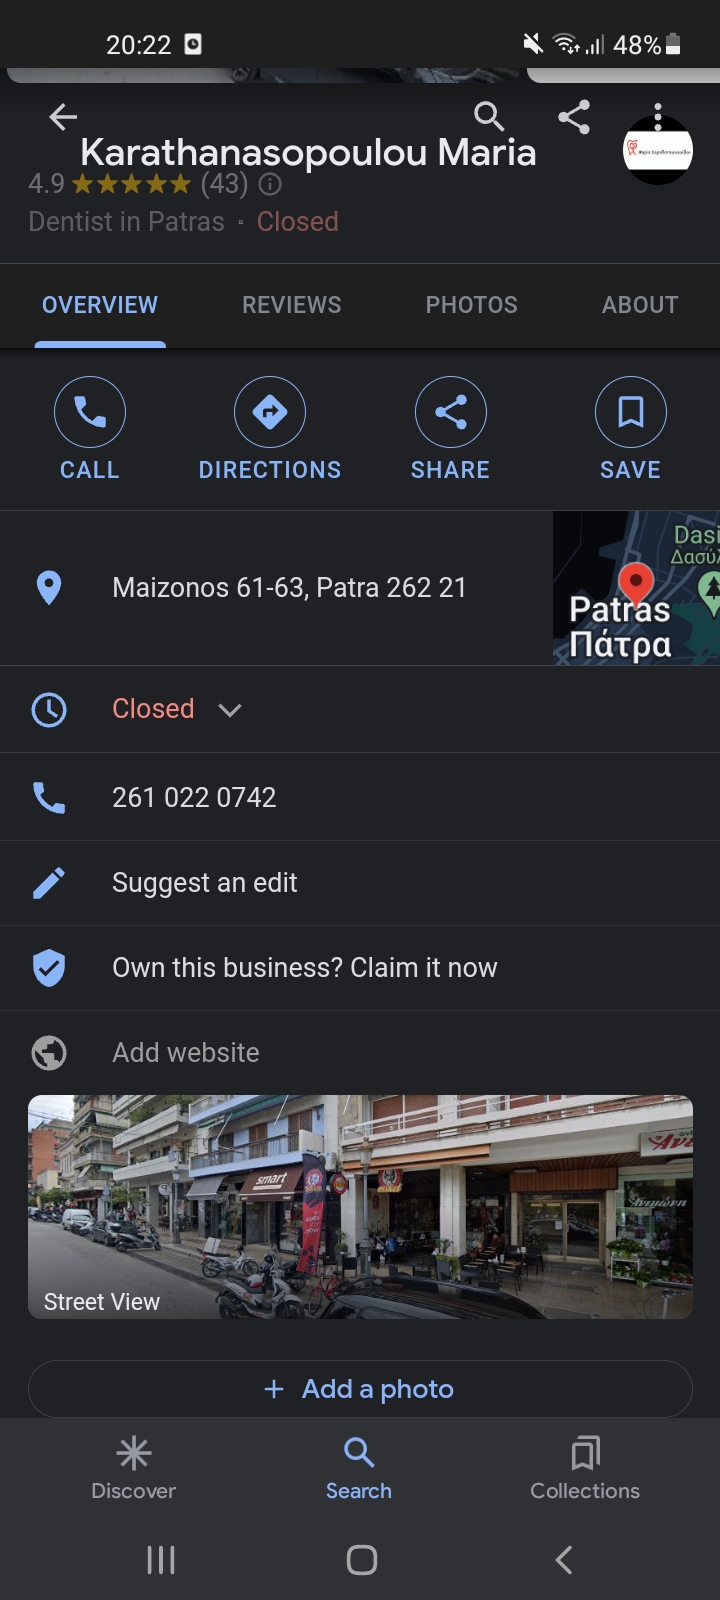 20:22
48%
Karathanasopoulou Maria
4.9 ★★★★★ (43)
Dentist in Patras · Closed
OVERVIEW
REVIEWS
PHOTOS
ABOUT
CALL
DIRECTIONS
SHARE
SAVE
Maizonos 61-63, Patra 262 21
Dasi
Δασύλ
Patras
Πάτρα
Closed
261 022 0742
Suggest an edit
Own this business? Claim it now
Add website
smart
Street View
+ Add a photo
Discover
Search
Collections